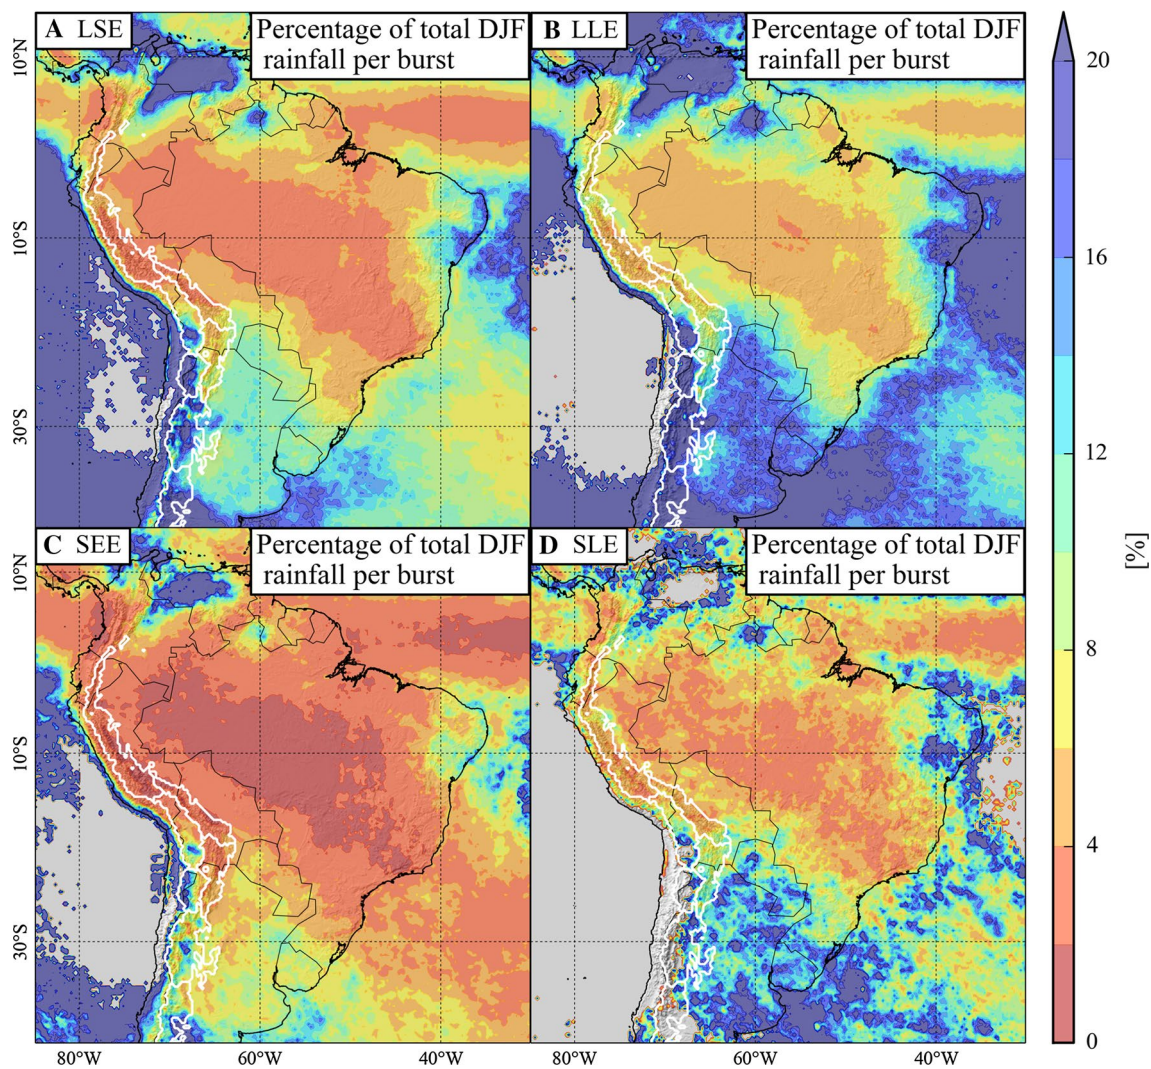 A LSE
Percentage of total DJF
rainfall per burst
B LLE
Percentage of total DJF
rainfall per burst
10°N
10°S
30°S
C SEE
Percentage of total DJF
rainfall per burst
D SLE
Percentage of total DJF
rainfall per burst
10°N
10°S
30°S
80°W
60°W
40°W
80°W
60°W
40°W
20
16
12
8
4
0
[%]